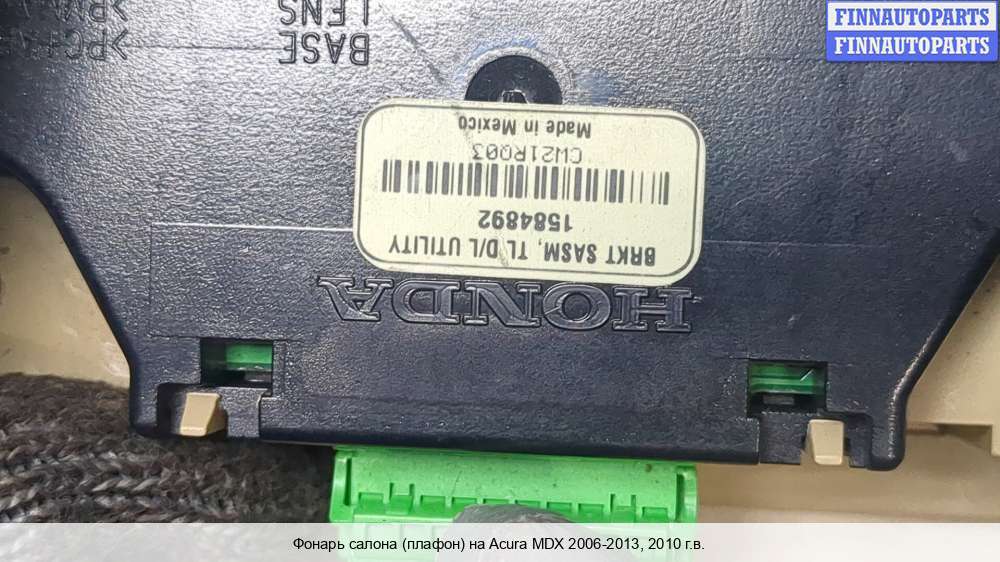 FINNAUTOPARTS
FINNAUTOPARTS
BASE
LENS
BRKT SASM, TL D/L UTILITY
1584892
CW21RQ03
Made in Mexico
HONDA
Фонарь салона (плафон) на Acura MDX 2006-2013, 2010 г.в.